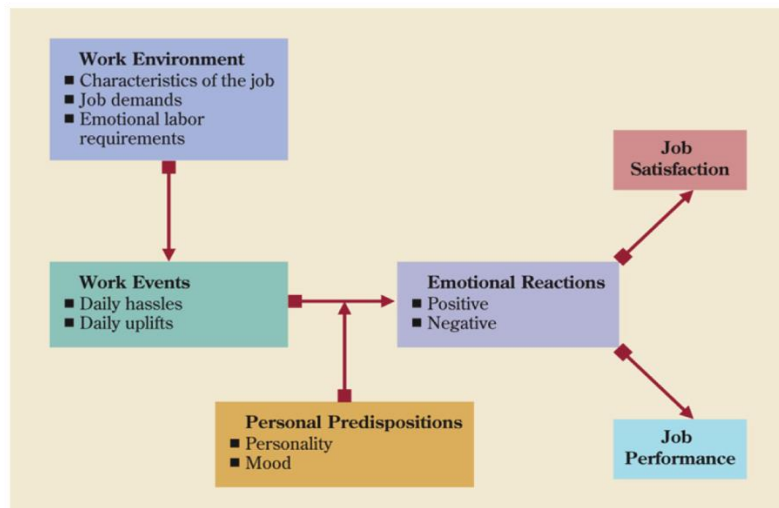 Work Environment
■ Characteristics of the job
■ Job demands
■ Emotional labor
requirements
Job
Satisfaction
Work Events
■ Daily hassles
■ Daily uplifts
Emotional Reactions
■ Positive
■ Negative
Personal Predispositions
■ Personality
■ Mood
Job
Performance